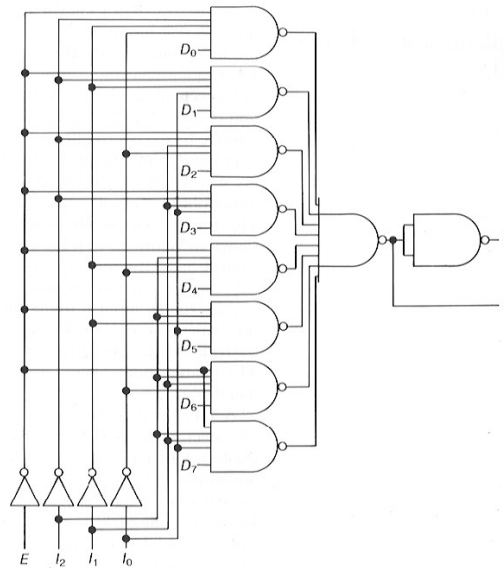 D₀
D₁
D₂
D₃
D₄
D₅
D₆
D₇
E I₂ I₁ I₀